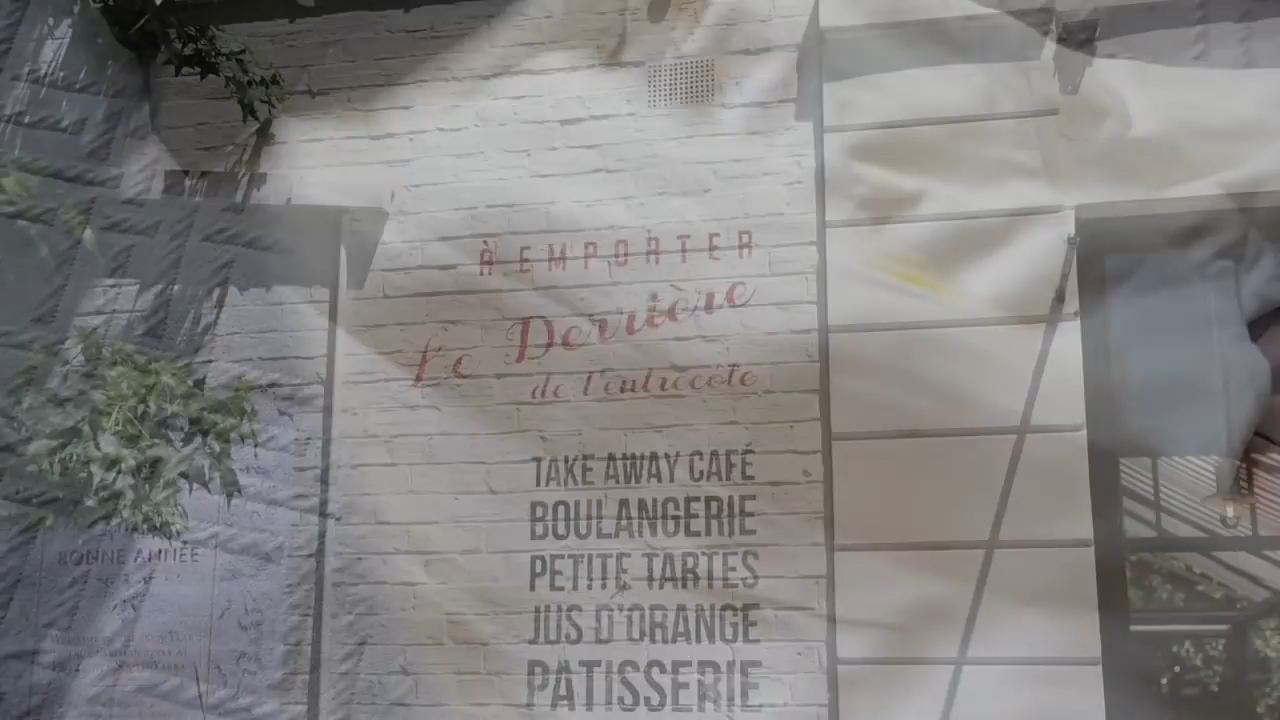 À EMPORTER
Le Derrière
de l'entrecôte
TAKE AWAY CAFÉ
BOULANGERIE
PETITE TARTES
JUS D'ORANGE
PATISSERIE
BONNE ANNÉE